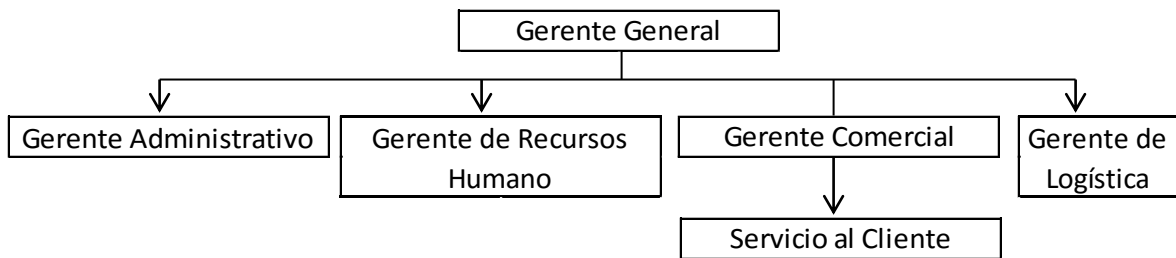 Gerente General
Gerente Administrativo
Gerente de Recursos
Humano
Gerente Comercial
Gerente de
Logística
Servicio al Cliente